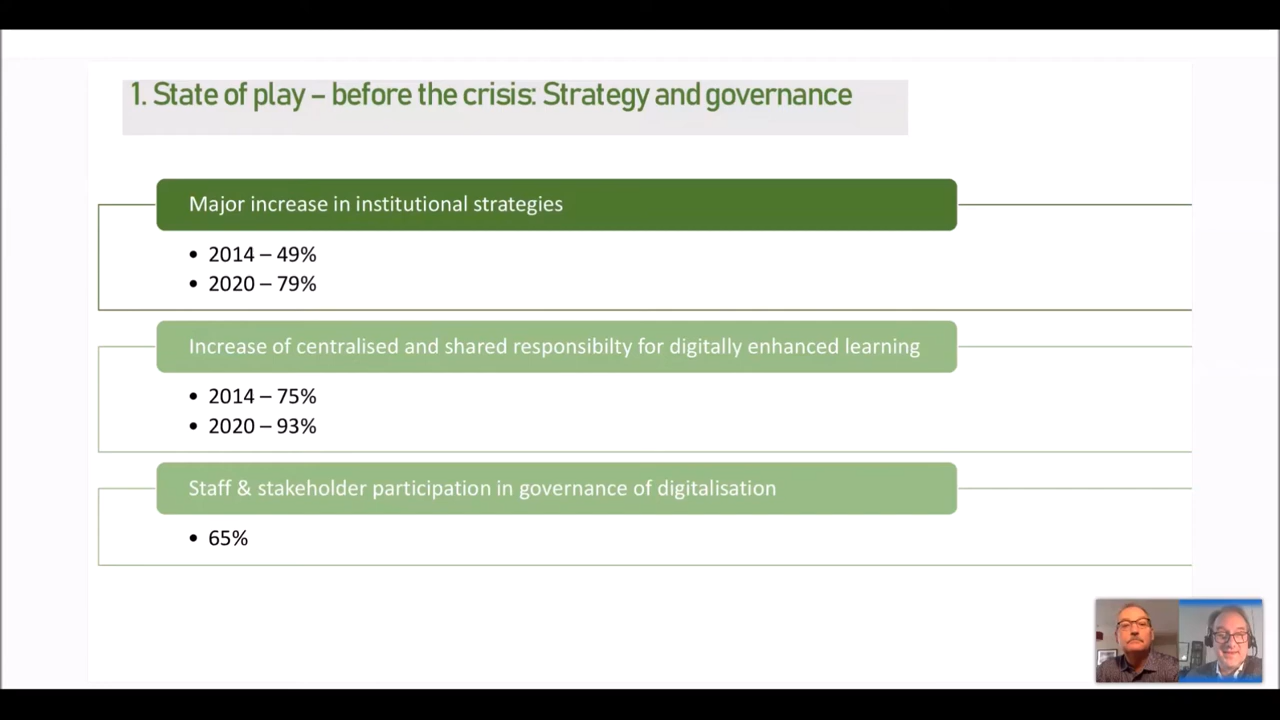 1. State of play – before the crisis: Strategy and governance
Major increase in institutional strategies
• 2014 – 49%
• 2020 – 79%
Increase of centralised and shared responsibilty for digitally enhanced learning
• 2014 – 75%
• 2020 – 93%
Staff & stakeholder participation in governance of digitalisation
• 65%